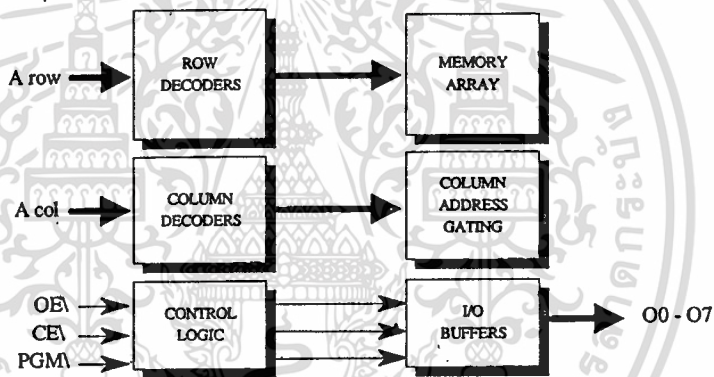 A row
ROW
DECODERS
MEMORY
ARRAY
A col
COLUMN
DECODERS
COLUMN
ADDRESS
GATING
OE\
CE\
PGM\
CONTROL
LOGIC
I/O
BUFFERS
O0 - O7